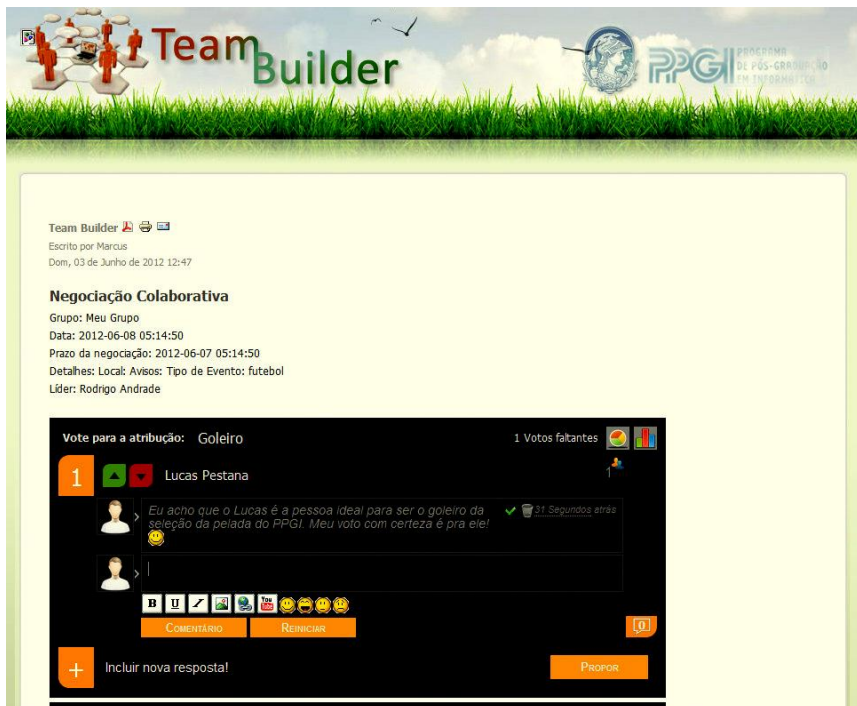 Team
Builder
PPGI
PROGRAMA
DE PÓS-GRADUAÇÃO
EM INFORMÁTICA
Team Builder
Escrito por Marcus
Dom, 03 de Junho de 2012 12:47
Negociação Colaborativa
Grupo: Meu Grupo
Data: 2012-06-08 05:14:50
Prazo da negociação: 2012-06-07 05:14:50
Detalhes: Local: Avisos: Tipo de Evento: futebol
Líder: Rodrigo Andrade
Vote para a atribução: Goleiro 1 Votos faltantes
1 Lucas Pestana 1
Eu acho que o Lucas é a pessoa ideal para ser o goleiro da 31 Segundos atrás
seleção da pelada do PPGI. Meu voto com certeza é pra ele!
B U I You Tube
Comentário Reiniciar 0
+ Incluir nova resposta! Propor